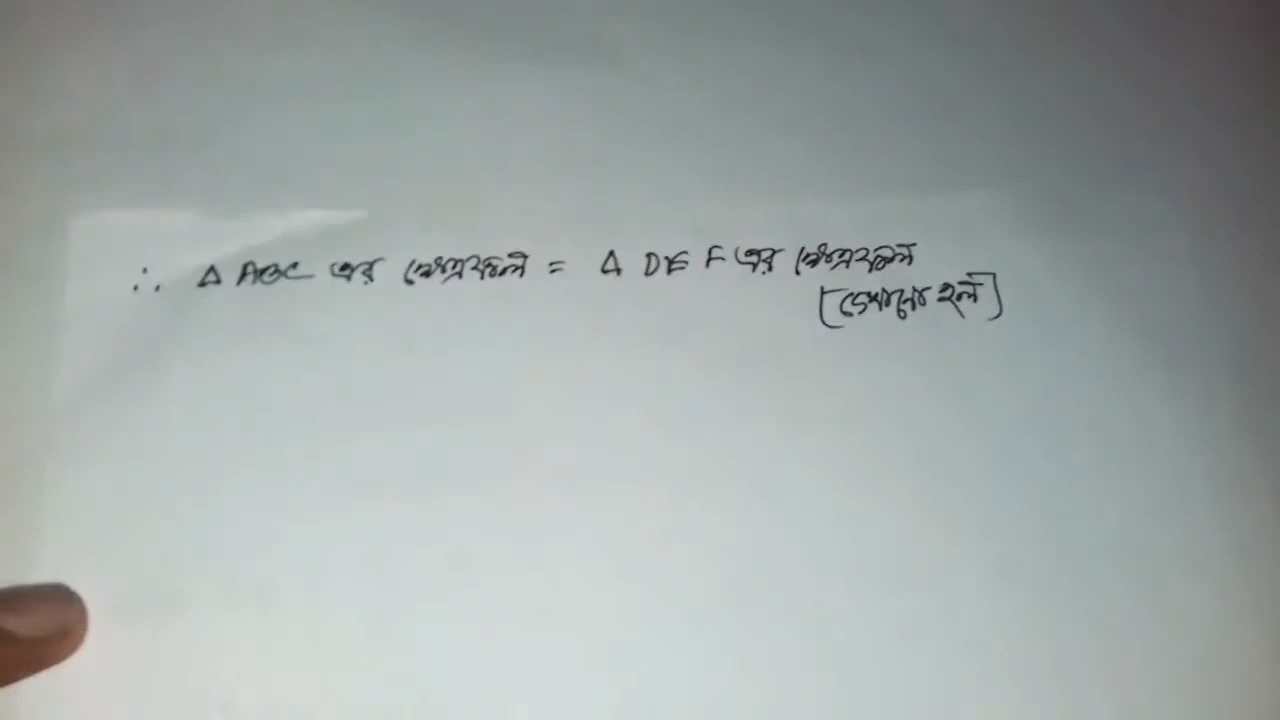 ∴ Δ ABC এর ক্ষেত্রফল = Δ DEF এর ক্ষেত্রফল
[দেখানো হল]